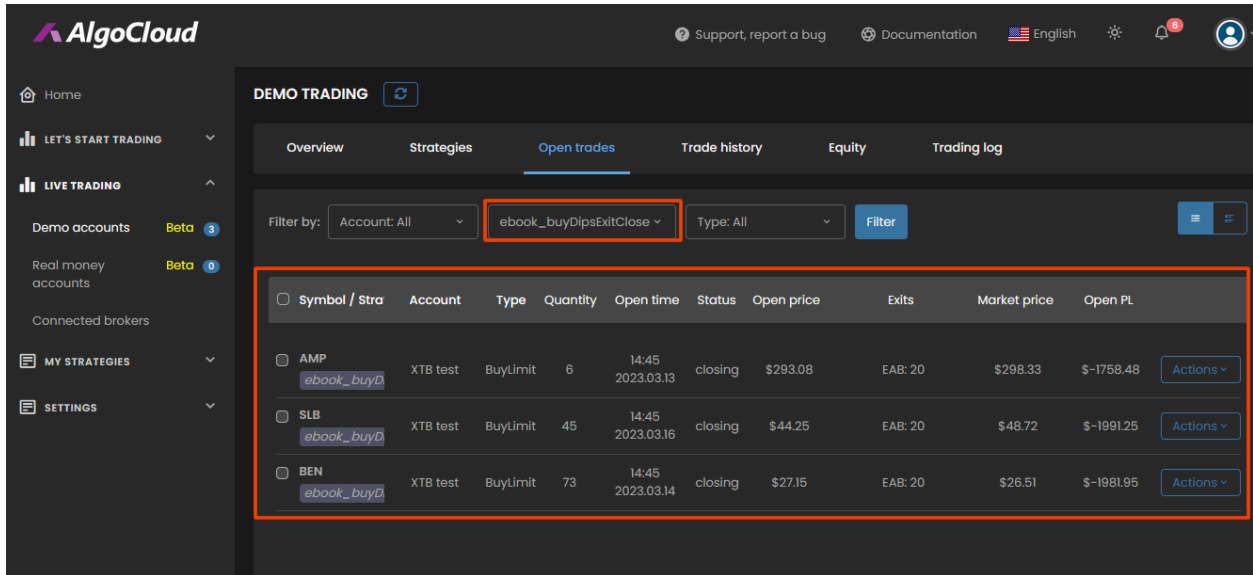 AlgoCloud
Support, report a bug
Documentation
English
6
Home
LET'S START TRADING
LIVE TRADING
Demo accounts Beta 3
Real money accounts Beta 0
Connected brokers
MY STRATEGIES
SETTINGS
DEMO TRADING
Overview Strategies Open trades Trade history Equity Trading log
Filter by: Account: All ebook_buyDipsExitClose Type: All Filter
Symbol / Stra Account Type Quantity Open time Status Open price Exits Market price Open PL
AMP
ebook_buyD. XTB test BuyLimit 6 14:45 2023.03.13 closing $293.08 EAB: 20 $298.33 $-1758.48 Actions
SLB
ebook_buyD. XTB test BuyLimit 45 14:45 2023.03.16 closing $44.25 EAB: 20 $48.72 $-1991.25 Actions
BEN
ebook_buyD. XTB test BuyLimit 73 14:45 2023.03.14 closing $27.15 EAB: 20 $26.51 $-1981.95 Actions